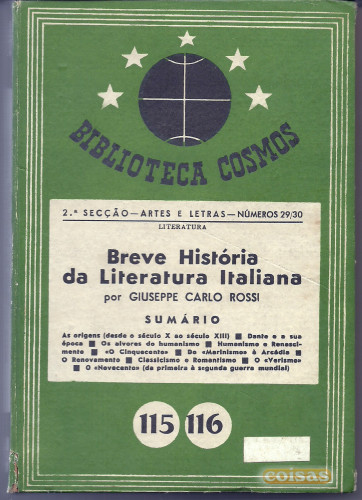 BIBLIOTECA COSMOS
2.ª SECÇÃO—ARTES E LETRAS—NÚMEROS 29/30
LITERATURA
Breve História
da Literatura Italiana
por GIUSEPPE CARLO ROSSI
SUMÁRIO
As origens (desde o século X ao século XIII) ■ Dante e a sua
época ■ Os alvores do humanismo ■ Humanismo e Renasci-
mento ■ «O Cinquecento» ■ Do «Marinismo» à Arcádia ■
O Renovamento ■ Classicismo e Romantismo ■ O «Verismo»
■ O «Novecento» (da primeira à segunda guerra mundial)
115 116
coisas